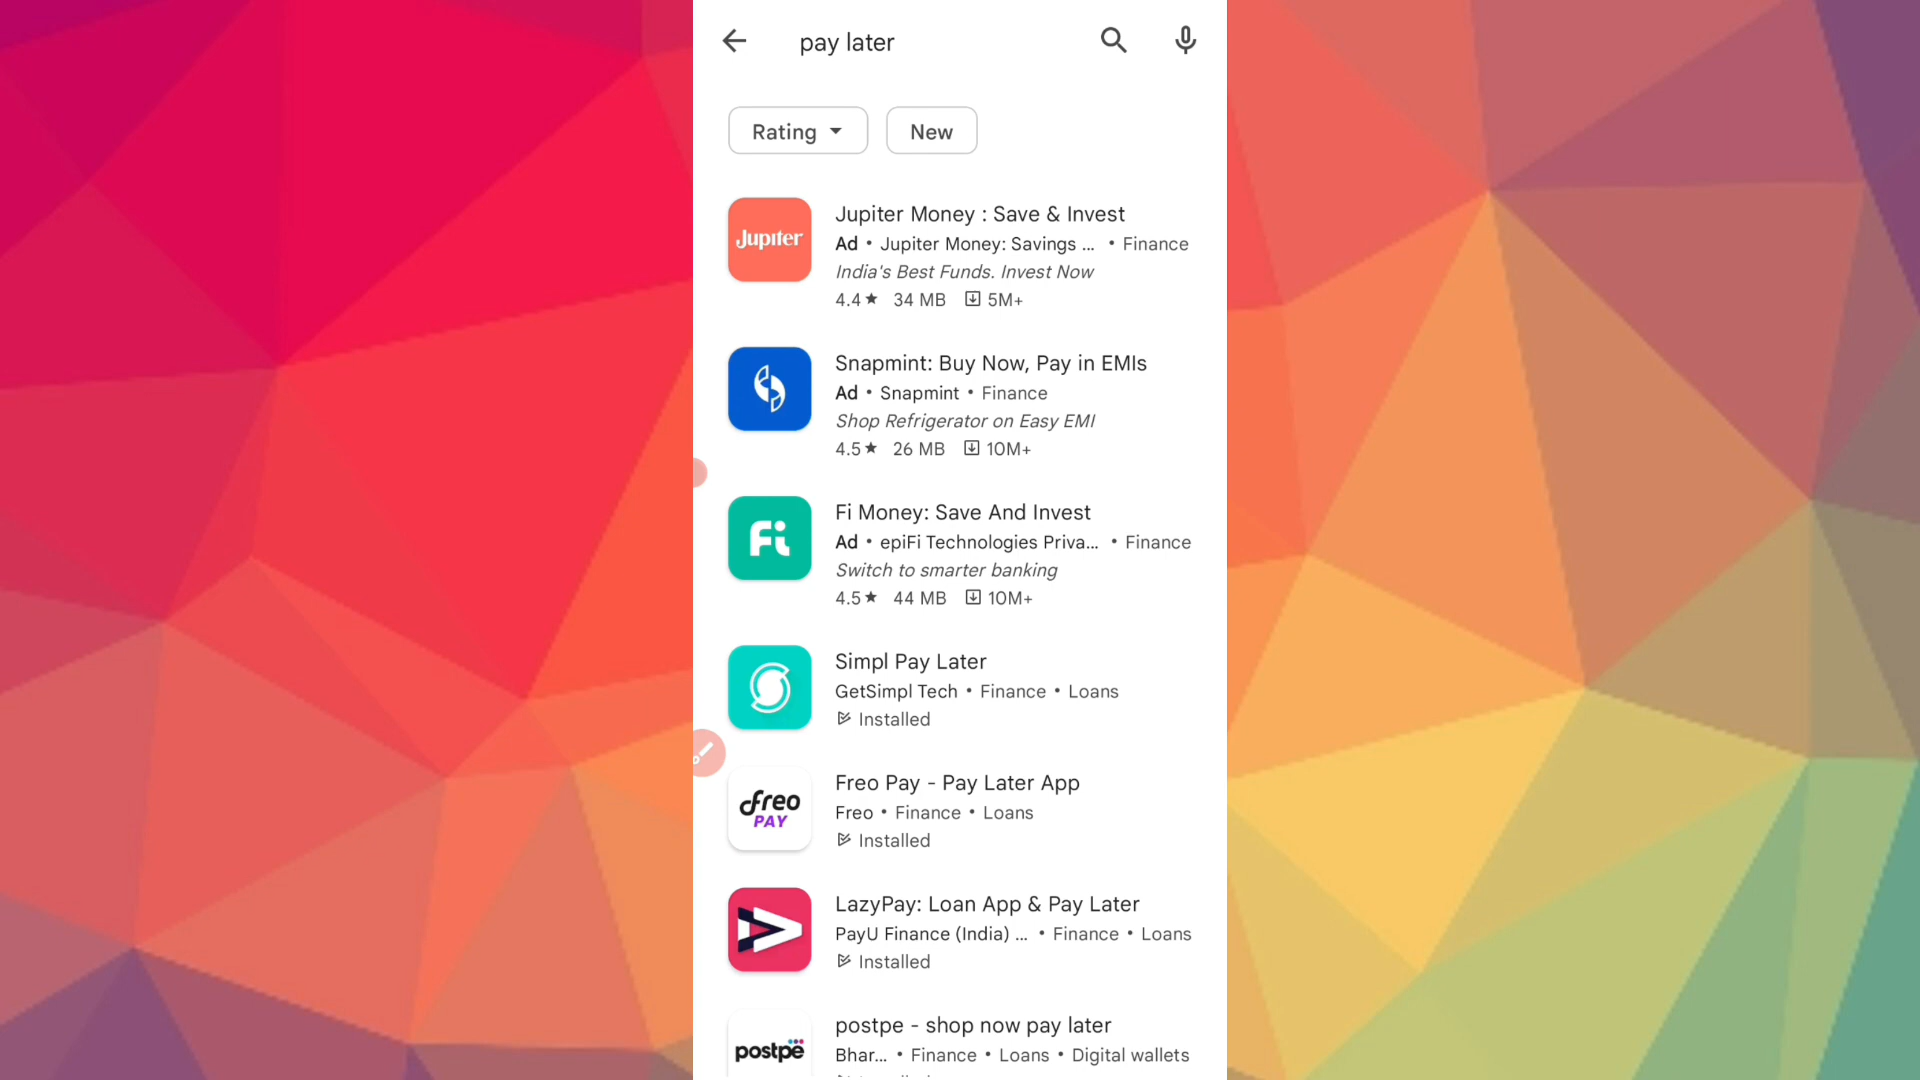 pay later
Rating
New
Jupiter
Jupiter Money : Save & Invest
Ad • Jupiter Money: Savings ... • Finance
India's Best Funds. Invest Now
4.4★ 34 MB 5M+
Snapmint: Buy Now, Pay in EMIs
Ad • Snapmint • Finance
Shop Refrigerator on Easy EMI
4.5★ 26 MB 10M+
Fi
Fi Money: Save And Invest
Ad • epiFi Technologies Priva... • Finance
Switch to smarter banking
4.5★ 44 MB 10M+
Simpl Pay Later
GetSimpl Tech • Finance • Loans
Installed
freo
PAY
Freo Pay - Pay Later App
Freo • Finance • Loans
Installed
LazyPay: Loan App & Pay Later
PayU Finance (India) ... • Finance • Loans
Installed
postpe
postpe - shop now pay later
Bhar... • Finance • Loans • Digital wallets